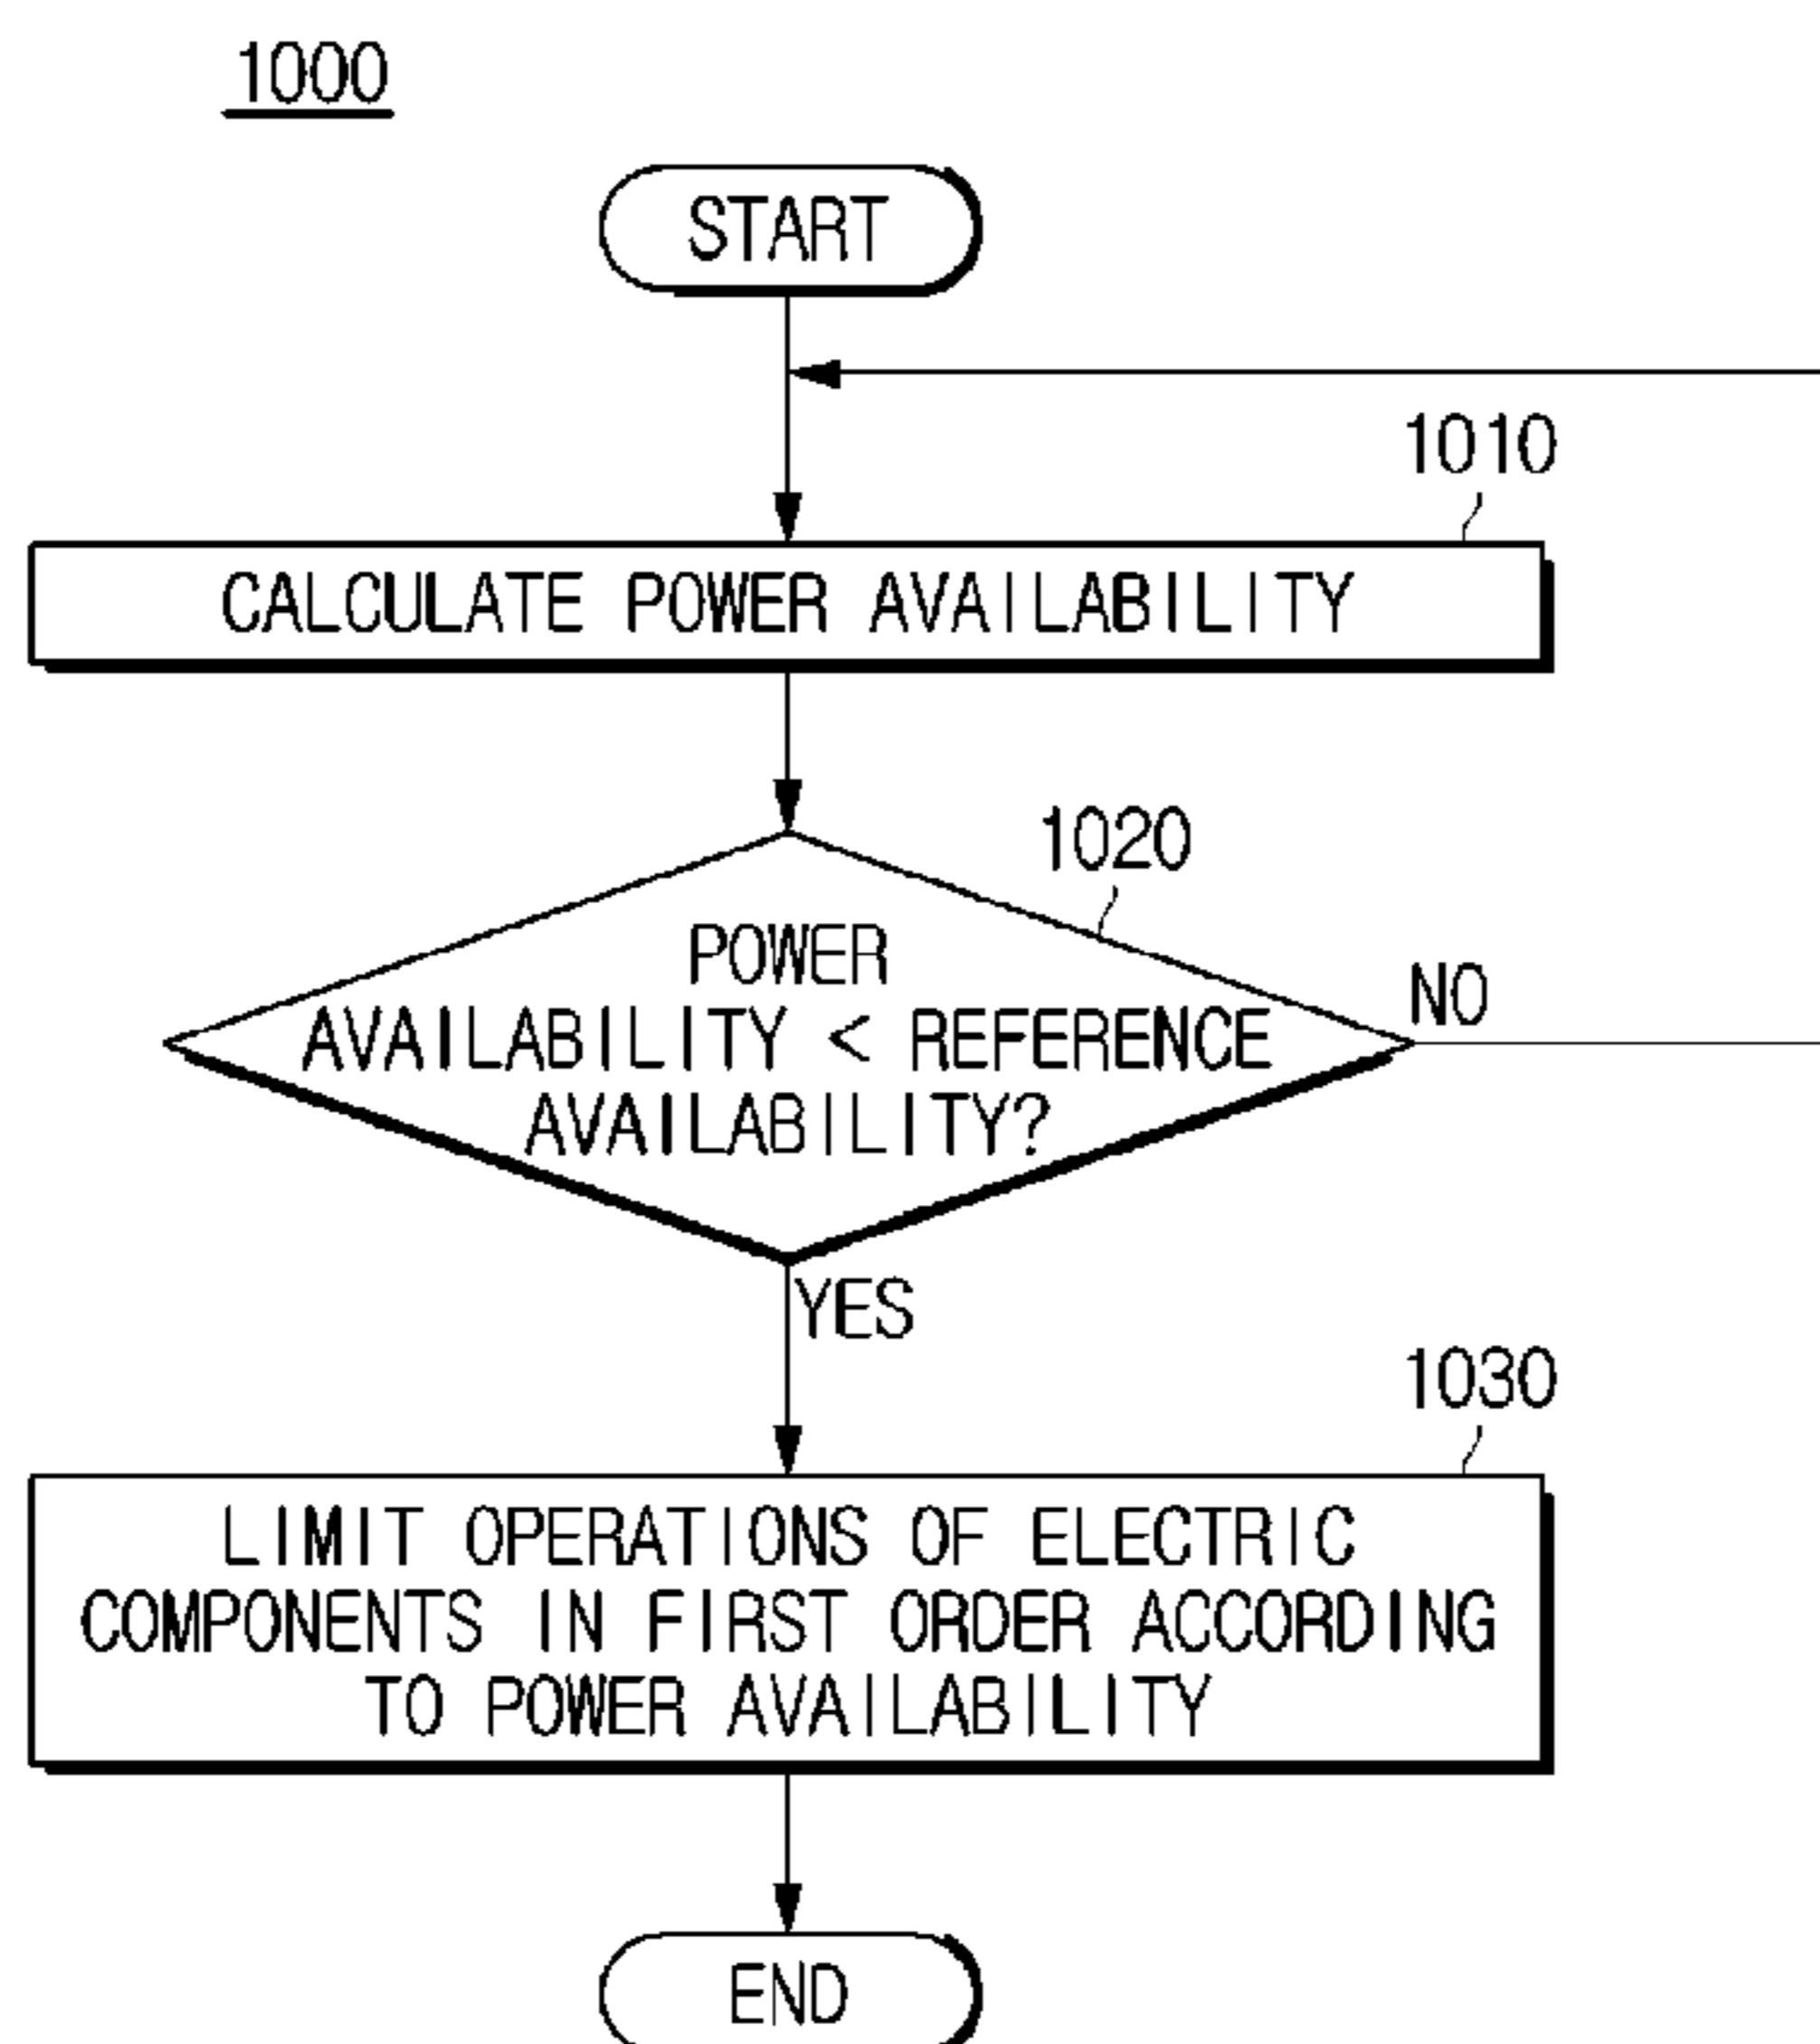 1000
START
1010
CALCULATE POWER AVAILABILITY
1020
POWER
AVAILABILITY < REFERENCE
AVAILABILITY?
NO
YES
1030
LIMIT OPERATIONS OF ELECTRIC
COMPONENTS IN FIRST ORDER ACCORDING
TO POWER AVAILABILITY
END